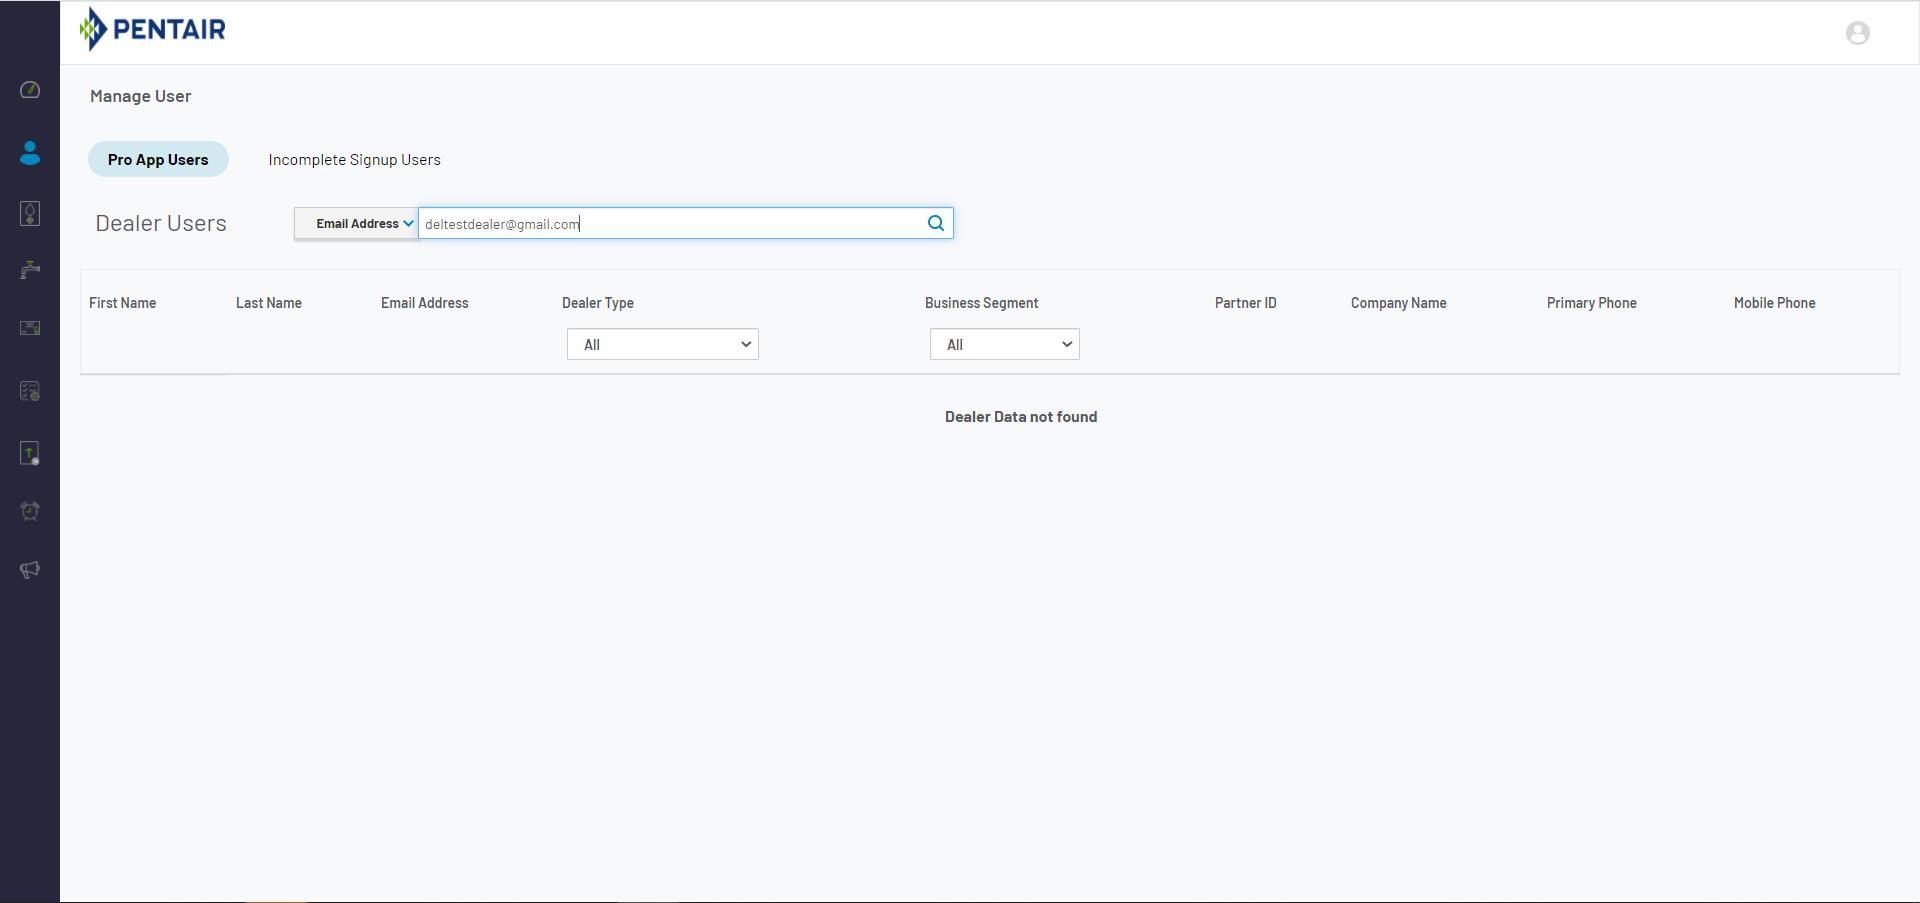 PENTAIR
Manage User
Pro App Users
Incomplete Signup Users
Dealer Users
Email Address
deltestdealer@gmail.com
First Name
Last Name
Email Address
Dealer Type
Business Segment
Partner ID
Company Name
Primary Phone
Mobile Phone
All
All
Dealer Data not found